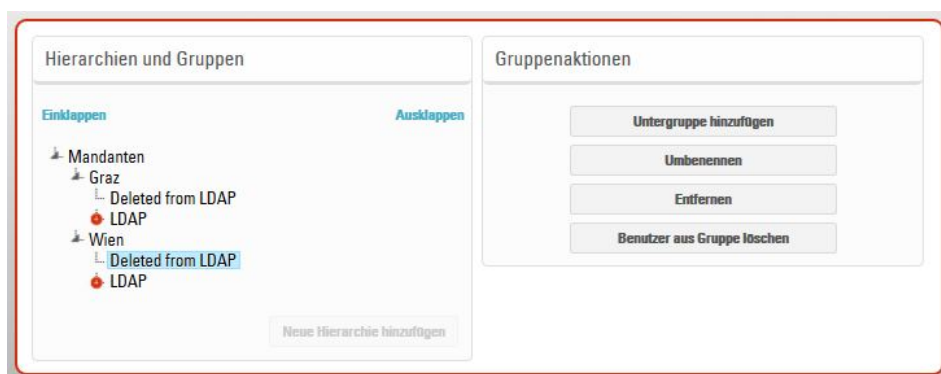 Hierarchien und Gruppen
Einklappen
Ausklappen
Mandanten
Graz
Deleted from LDAP
LDAP
Wien
Deleted from LDAP
LDAP
Neue Hierarchie hinzufügen
Gruppenaktionen
Untergruppe hinzufügen
Umbenennen
Entfernen
Benutzer aus Gruppe löschen